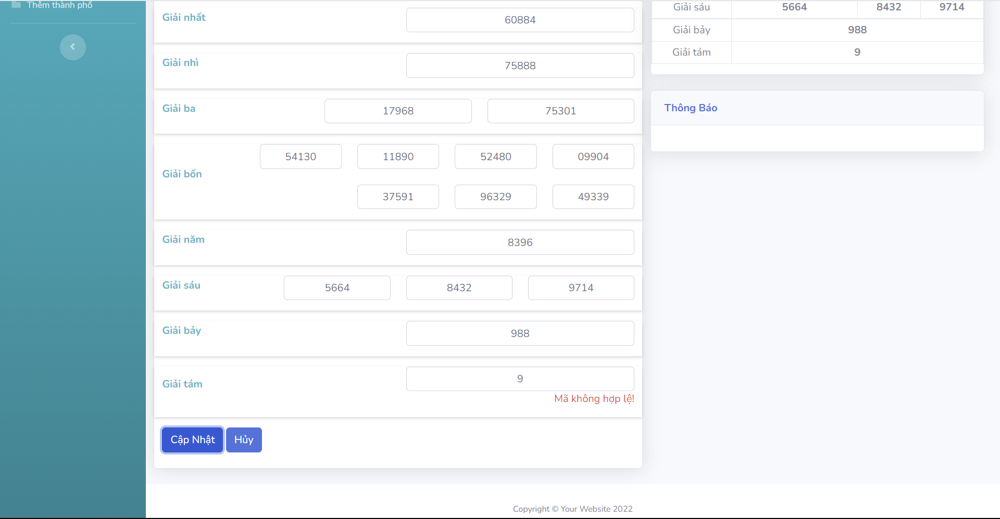 Thêm thành phố
Giải nhất
60884
Giải nhì
75888
Giải ba
17968 75301
Giải bốn
54130 11890 52480 09904
37591 96329 49339
Giải năm
8396
Giải sáu
5664 8432 9714
Giải bảy
988
Giải tám
9
Mã không hợp lệ!
Cập Nhật Hủy
Giải sáu 5664 8432 9714
Giải bảy 988
Giải tám 9
Thông Báo
Copyright © Your Website 2022